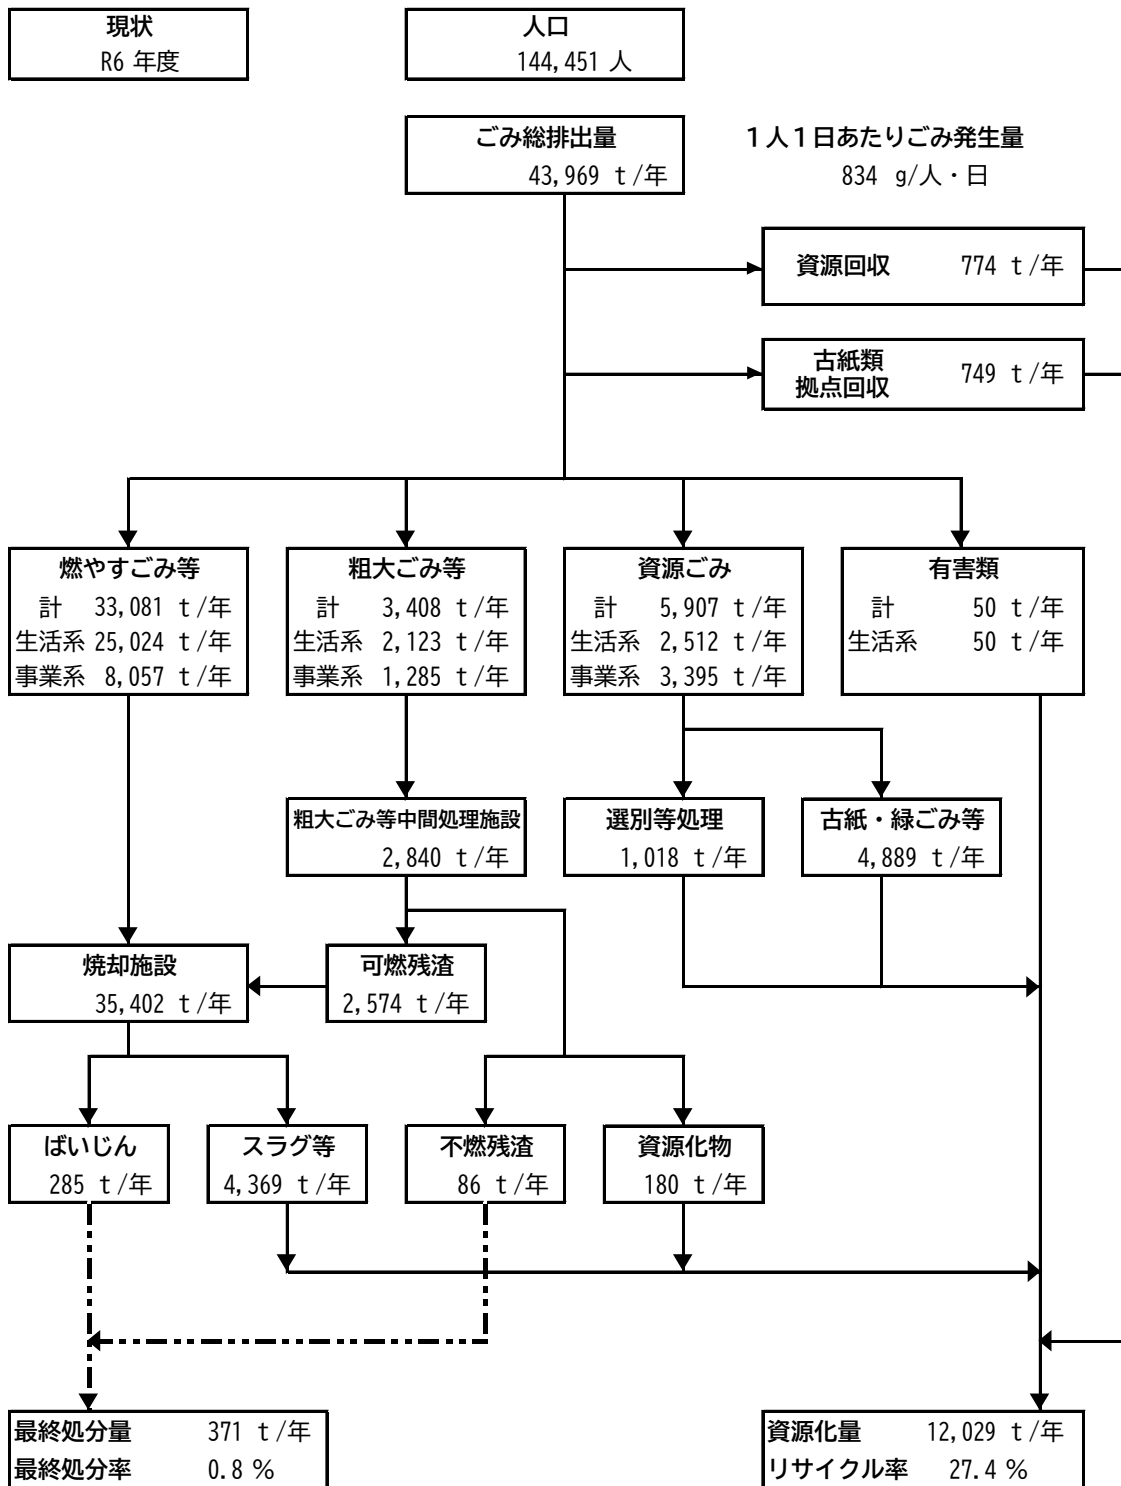 現状
R6 年度
人口
144,451 人
ごみ総排出量
43,969 t/年
１人１日あたりごみ発生量
834 g/人・日
資源回収 774 t/年
古紙類
拠点回収
749 t/年
燃やすごみ等
計 33,081 t/年
生活系 25,024 t/年
事業系 8,057 t/年
粗大ごみ等
計 3,408 t/年
生活系 2,123 t/年
事業系 1,285 t/年
資源ごみ
計 5,907 t/年
生活系 2,512 t/年
事業系 3,395 t/年
有害類
計 50 t/年
生活系 50 t/年
粗大ごみ等中間処理施設
2,840 t/年
選別等処理
1,018 t/年
古紙・緑ごみ等
4,889 t/年
焼却施設
35,402 t/年
可燃残渣
2,574 t/年
ばいじん
285 t/年
スラグ等
4,369 t/年
不燃残渣
86 t/年
資源化物
180 t/年
最終処分量 371 t/年
最終処分率 0.8 %
資源化量 12,029 t/年
リサイクル率 27.4 %